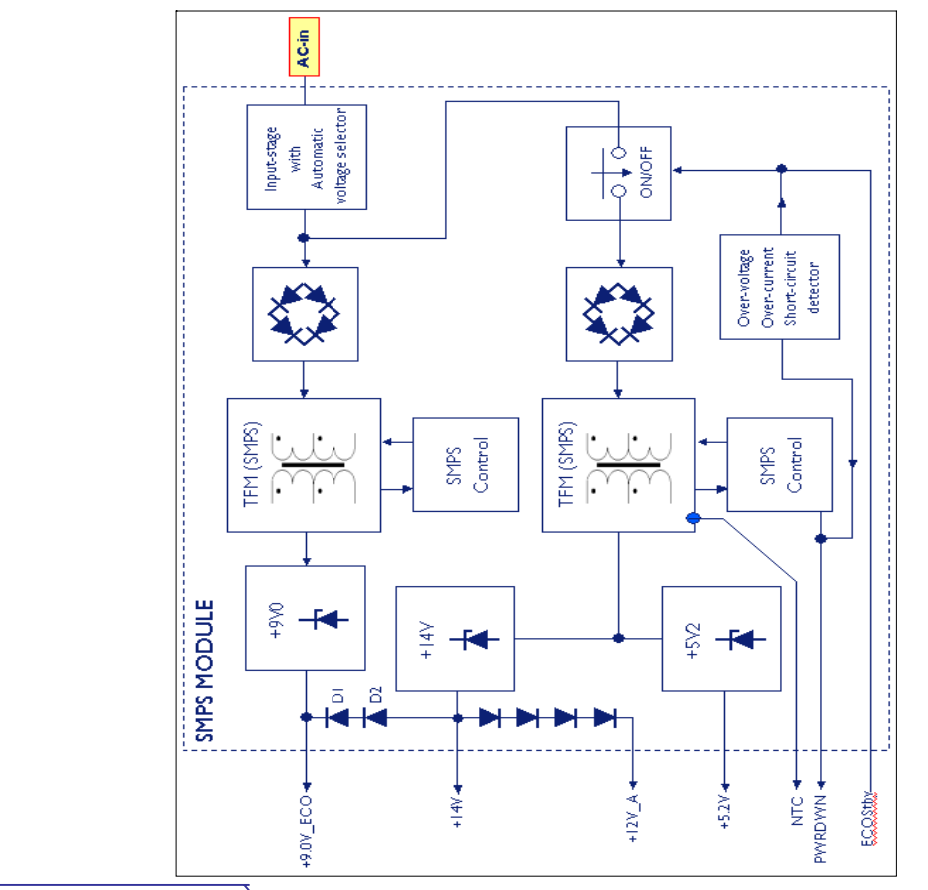 AC-in
Input-stage
with
Automatic
voltage selector
ON/OFF
Over-voltage
Over-current
Short-circuit
detector
TFM (SMPS)
SMPS
Control
TFM (SMPS)
SMPS
Control
SMPS MODULE
+9V0
+14V
+5V2
D1
D2
+9.0V_ECO
+14V
+12V_A
+5.2V
NTC
PWRDWN
ECOStby